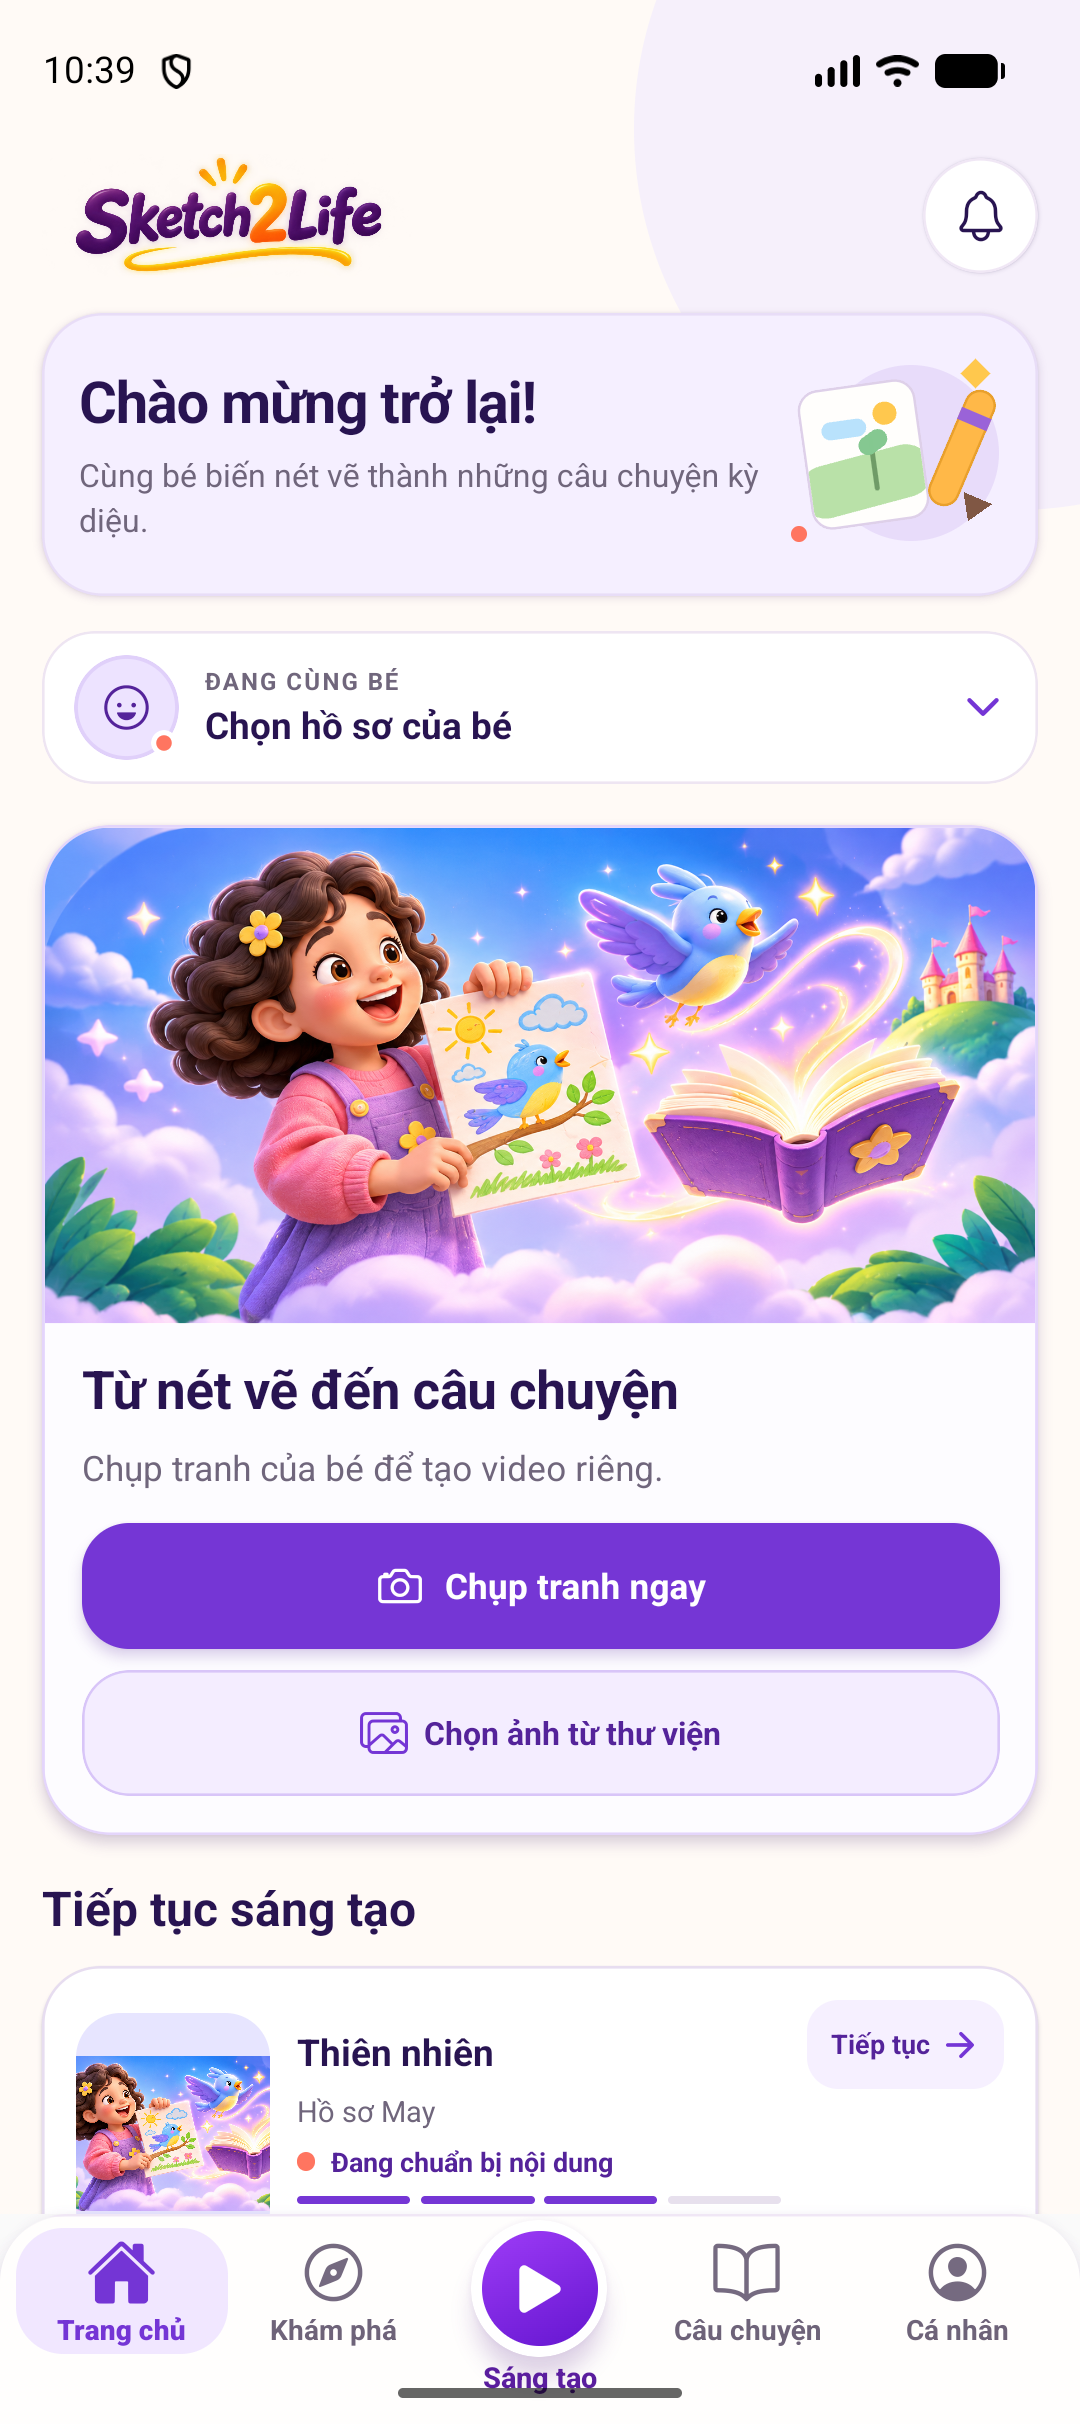 10:39
Sketch2Life
Chào mừng trở lại!
Cùng bé biến nét vẽ thành những câu chuyện kỳ
diệu.
ĐANG CÙNG BÉ
Chọn hồ sơ của bé
Từ nét vẽ đến câu chuyện
Chụp tranh của bé để tạo video riêng.
Chụp tranh ngay
Chọn ảnh từ thư viện
Tiếp tục sáng tạo
Thiên nhiên
Tiếp tục
Hồ sơ May
Đang chuẩn bị nội dung
Trang chủ
Khám phá
Sáng tạo
Câu chuyện
Cá nhân